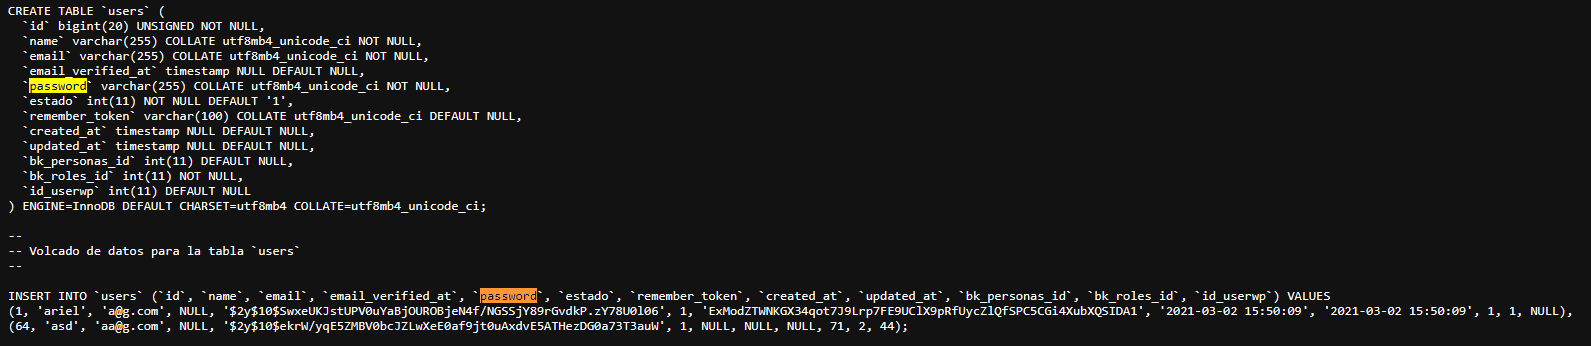 CREATE TABLE `users` (
  `id` bigint(20) UNSIGNED NOT NULL,
  `name` varchar(255) COLLATE utf8mb4_unicode_ci NOT NULL,
  `email` varchar(255) COLLATE utf8mb4_unicode_ci NOT NULL,
  `email_verified_at` timestamp NULL DEFAULT NULL,
  `password` varchar(255) COLLATE utf8mb4_unicode_ci NOT NULL,
  `estado` int(11) NOT NULL DEFAULT '1',
  `remember_token` varchar(100) COLLATE utf8mb4_unicode_ci DEFAULT NULL,
  `created_at` timestamp NULL DEFAULT NULL,
  `updated_at` timestamp NULL DEFAULT NULL,
  `bk_personas_id` int(11) DEFAULT NULL,
  `bk_roles_id` int(11) NOT NULL,
  `id_userwp` int(11) DEFAULT NULL
) ENGINE=InnoDB DEFAULT CHARSET=utf8mb4 COLLATE=utf8mb4_unicode_ci;
--
-- Volcado de datos para la tabla `users`
--
INSERT INTO `users` (`id`, `name`, `email`, `email_verified_at`, `password`, `estado`, `remember_token`, `created_at`, `updated_at`, `bk_personas_id`, `bk_roles_id`, `id_userwp`) VALUES
(1, 'ariel', 'a@g.com', NULL, '$2y$10$SwxeUKJstUPV0uYaBjOUROBjeN4f/NGSSjY89rGvdkP.zY78U0l06', 1, 'ExModZTWNKGX34qot7J9Lrp7FE9UClX9pRfUycZlQfSPC5CGi4XubXQSIDA1', '2021-03-02 15:50:09', '2021-03-02 15:50:09', 1, 1, NULL),
(64, 'asd', 'aa@g.com', NULL, '$2y$10$ekrW/yqE5ZMBV0bcJZLwXeE0af9jt0uAxdvE5ATHezDG0a73T3auW', 1, NULL, NULL, NULL, 71, 2, 44);